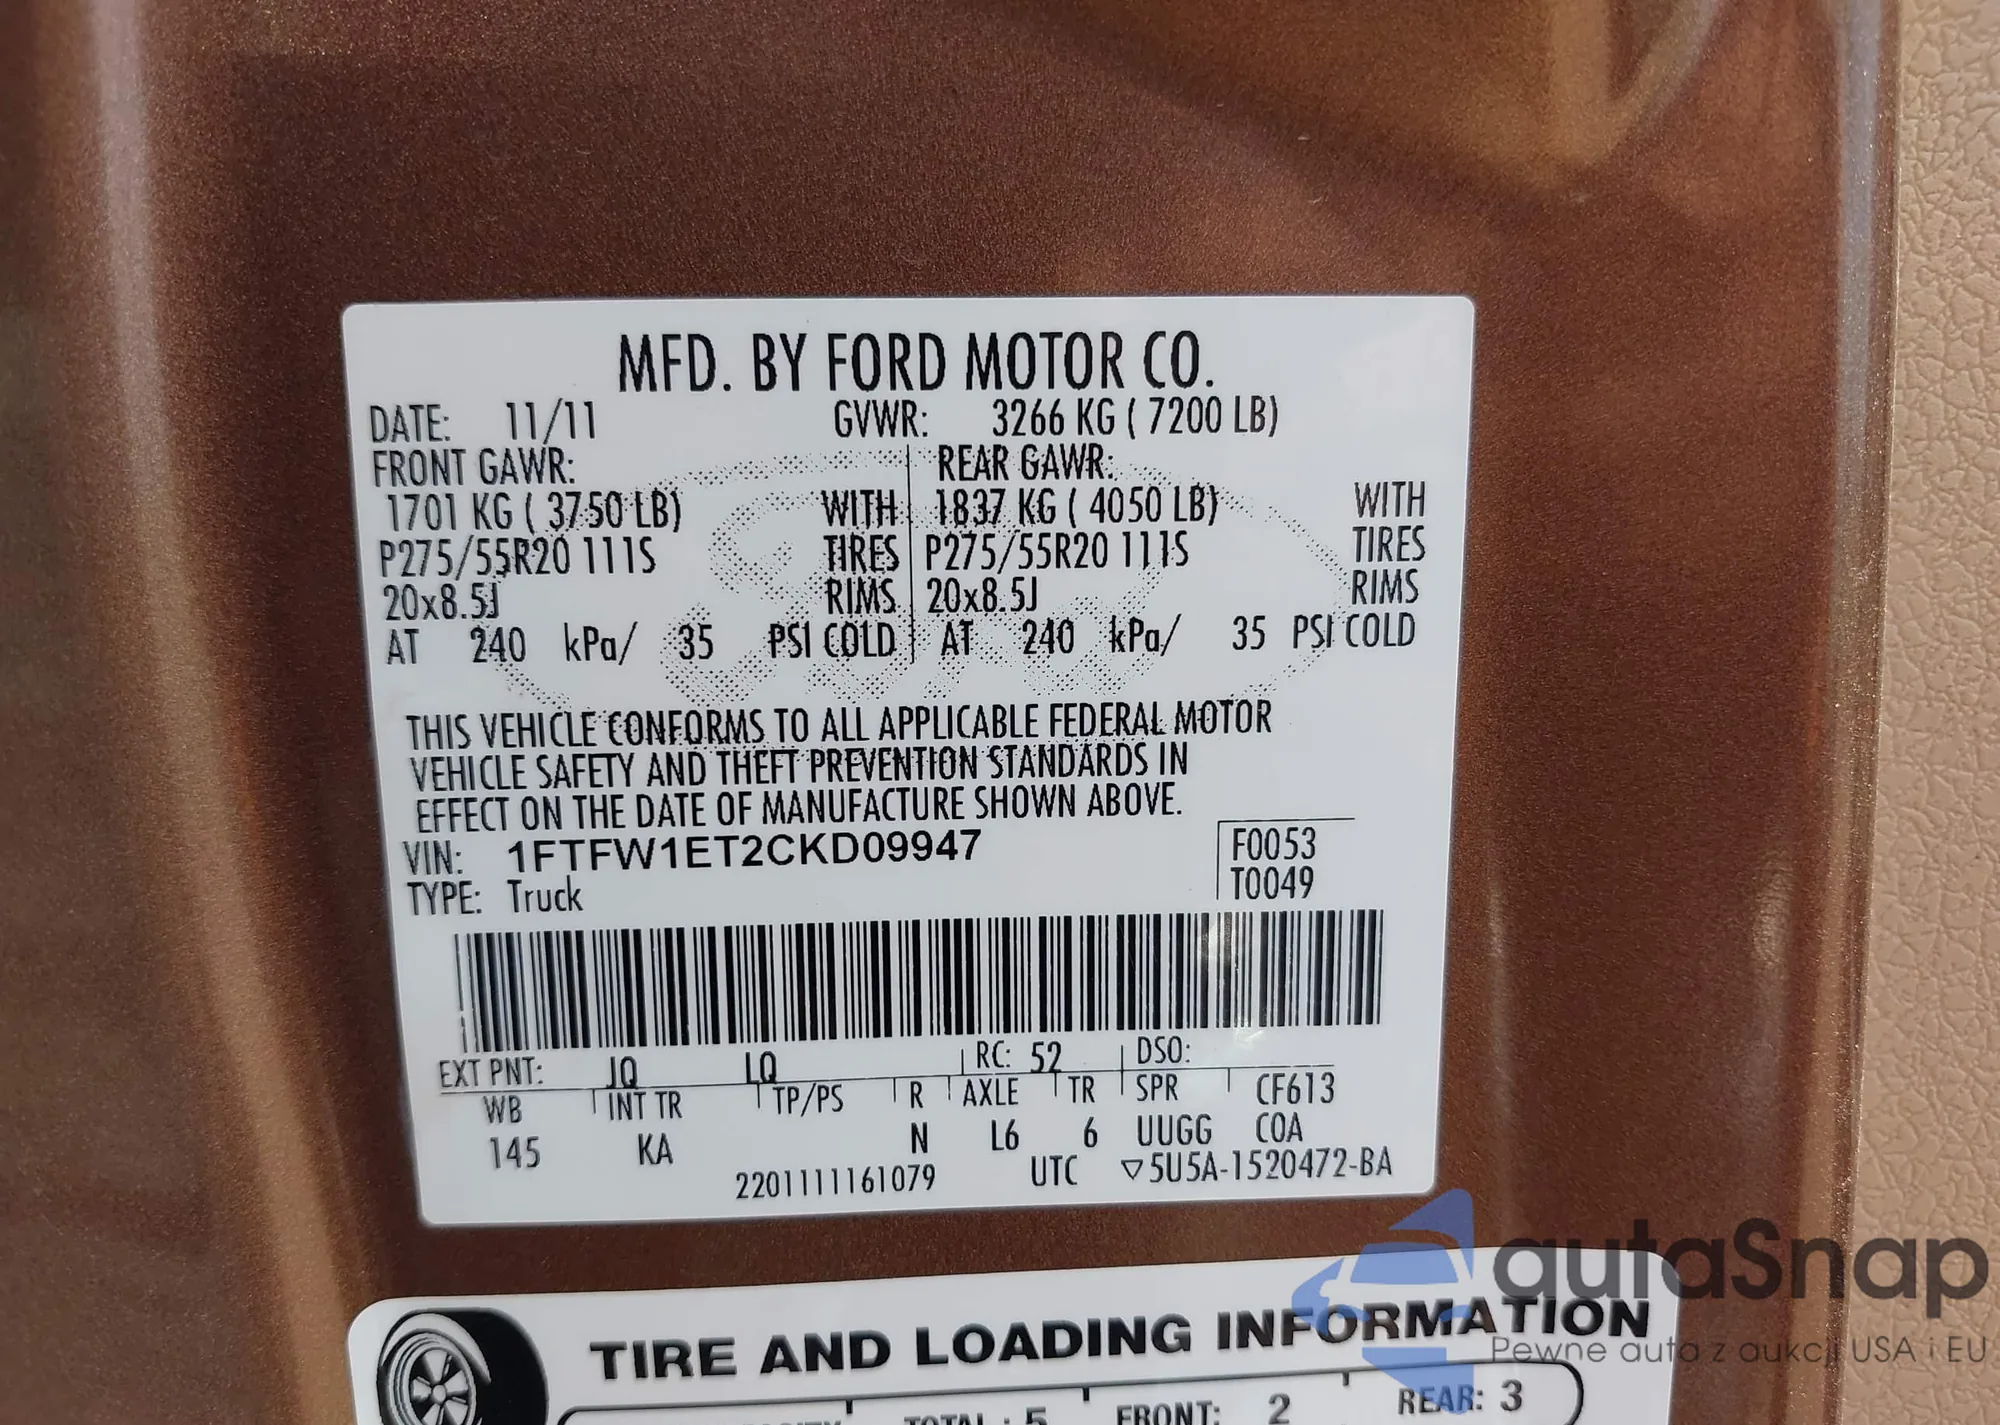 MFD. BY FORD MOTOR CO.
DATE: 11/11 GVWR: 3266 KG ( 7200 LB)
FRONT GAWR: REAR GAWR:
1701 KG ( 3750 LB) WITH 1837 KG ( 4050 LB) WITH
P275/55R20 111S TIRES P275/55R20 111S TIRES
20x8.5J RIMS 20x8.5J RIMS
AT 240 kPa/ 35 PSI COLD AT 240 kPa/ 35 PSI COLD
THIS VEHICLE CONFORMS TO ALL APPLICABLE FEDERAL MOTOR
VEHICLE SAFETY AND THEFT PREVENTION STANDARDS IN
EFFECT ON THE DATE OF MANUFACTURE SHOWN ABOVE.
VIN: 1FTFW1ET2CKD09947 F0053
TYPE: Truck T0049
EXT PNT: JQ LQ RC: 52 DSO:
WB INT TR TP/PS R AXLE TR SPR CF613
145 KA N L6 6 UUGG COA
2201111161079 UTC ▽5U5A-1520472-BA
autaSnap
TIRE AND LOADING INFORMATION
Pewne auta z aukcji USA i EU
TOTAL : 5 FRONT: 2 REAR: 3